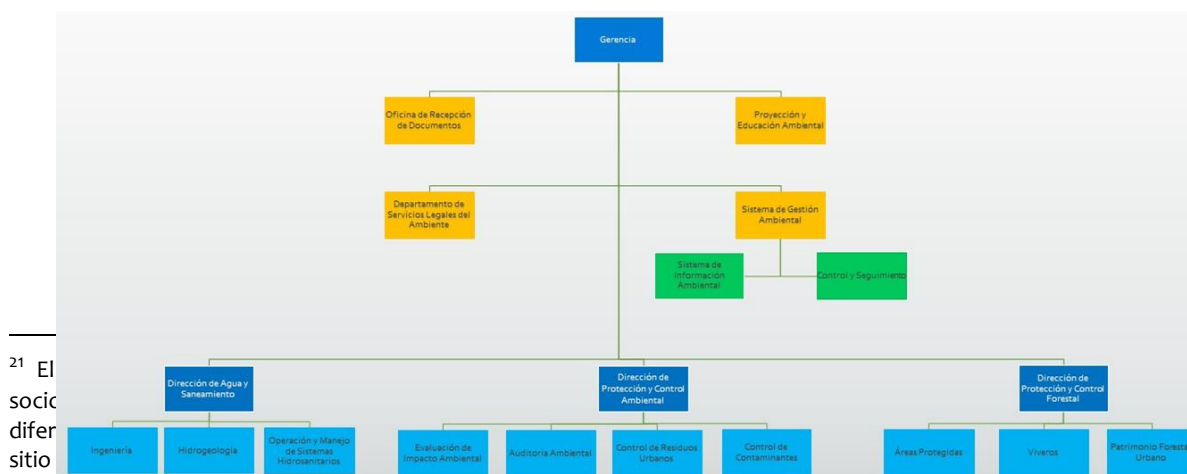 Gerencia
Oficina de Recepción
de Documentos
Proyección y
Educación Ambiental
Departamento de
Servicios Legales del
Ambiente
Sistema de Gestión
Ambiental
Sistema de
Información
Ambiental
Control y Seguimiento
Dirección de Agua y
Saneamiento
Dirección de
Protección y Control
Ambiental
Dirección de
Protección y Control
Forestal
Ingeniería
Hidrogeología
Operación y Manejo
de Sistemas
Hidrosanitarios
Evaluación de
Impacto Ambiental
Auditoria Ambiental
Control de Residuos
Urbanos
Control de
Contaminantes
Áreas Protegidas
Viveros
Patrimonio Foresta
Urbano
21 El
socio
difer
sitio